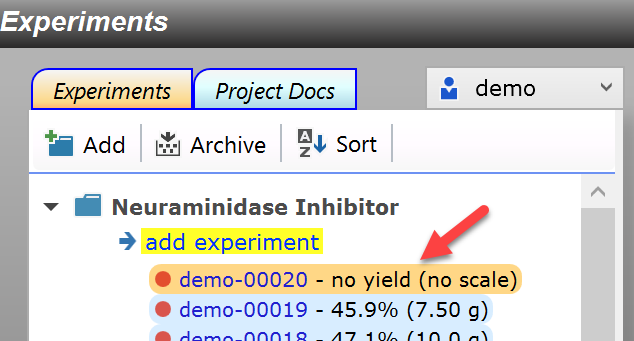 Experiments
Experiments Project Docs demo
Add Archive A Z Sort
Neuraminidase Inhibitor
add experiment
demo-00020 - no yield (no scale)
demo-00019 - 45.9% (7.50 g)
demo-00018 - 47.1% (10.0 g)